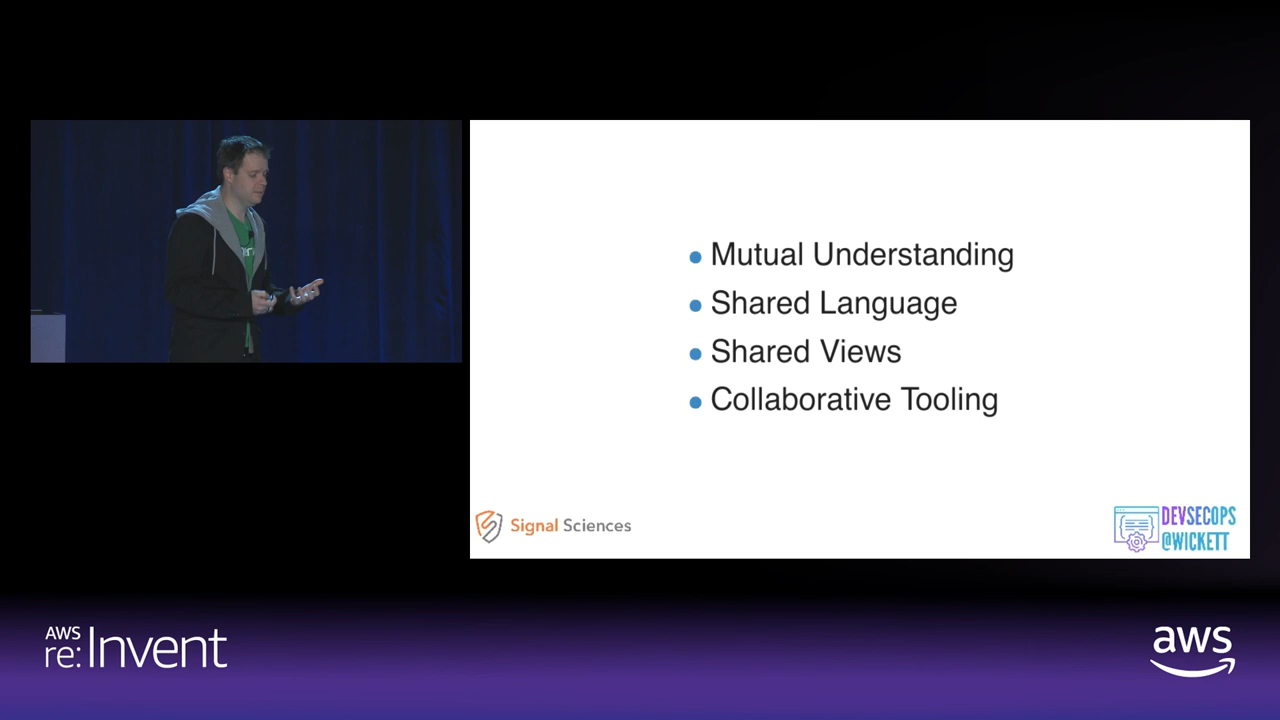 • Mutual Understanding
• Shared Language
• Shared Views
• Collaborative Tooling
Signal Sciences
DEVSECOPS
@WICKETT
AWS
re:Invent
aws